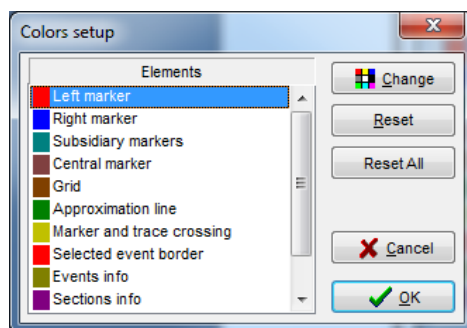 Colors setup
Elements
Left marker
Right marker
Subsidiary markers
Central marker
Grid
Approximation line
Marker and trace crossing
Selected event border
Events info
Sections info
Change
Reset
Reset All
Cancel
OK